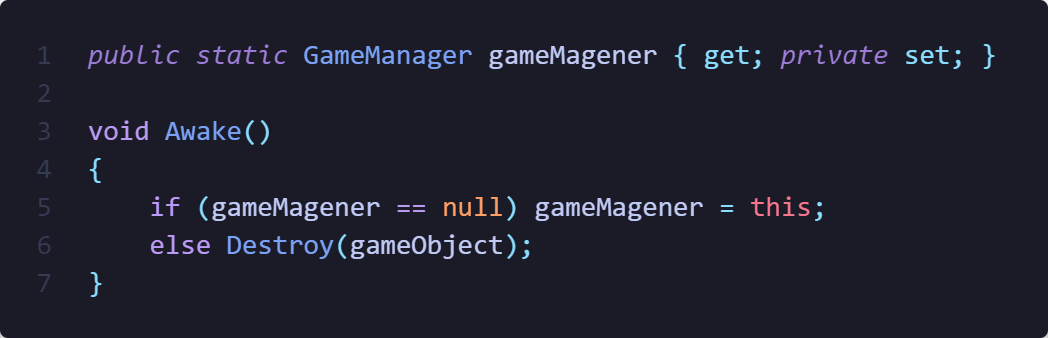 1 public static GameManager gameMagener { get; private set; }
2
3 void Awake()
4 {
5     if (gameMagener == null) gameMagener = this;
6     else Destroy(gameObject);
7 }